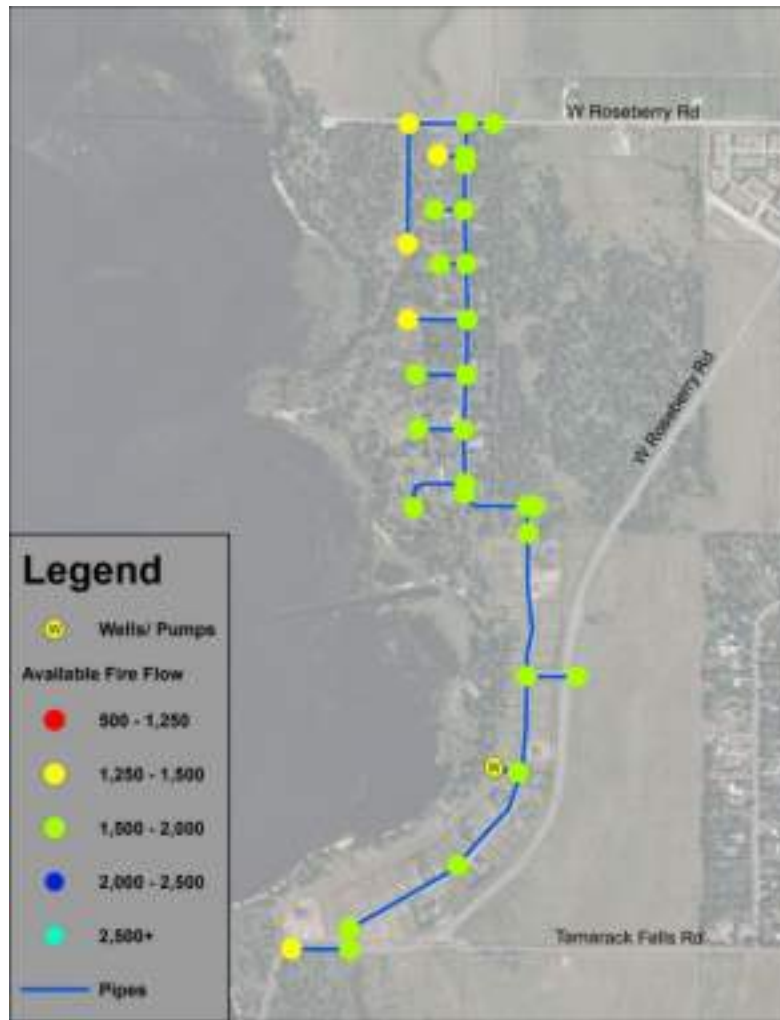 W Roseberry Rd
W Roseberry Rd
Legend
W Wells/ Pumps
Available Fire Flow
500 - 1,250
1,250 - 1,500
1,500 - 2,000
2,000 - 2,500
2,500+
Pipes
W
Tamarack Falls Rd